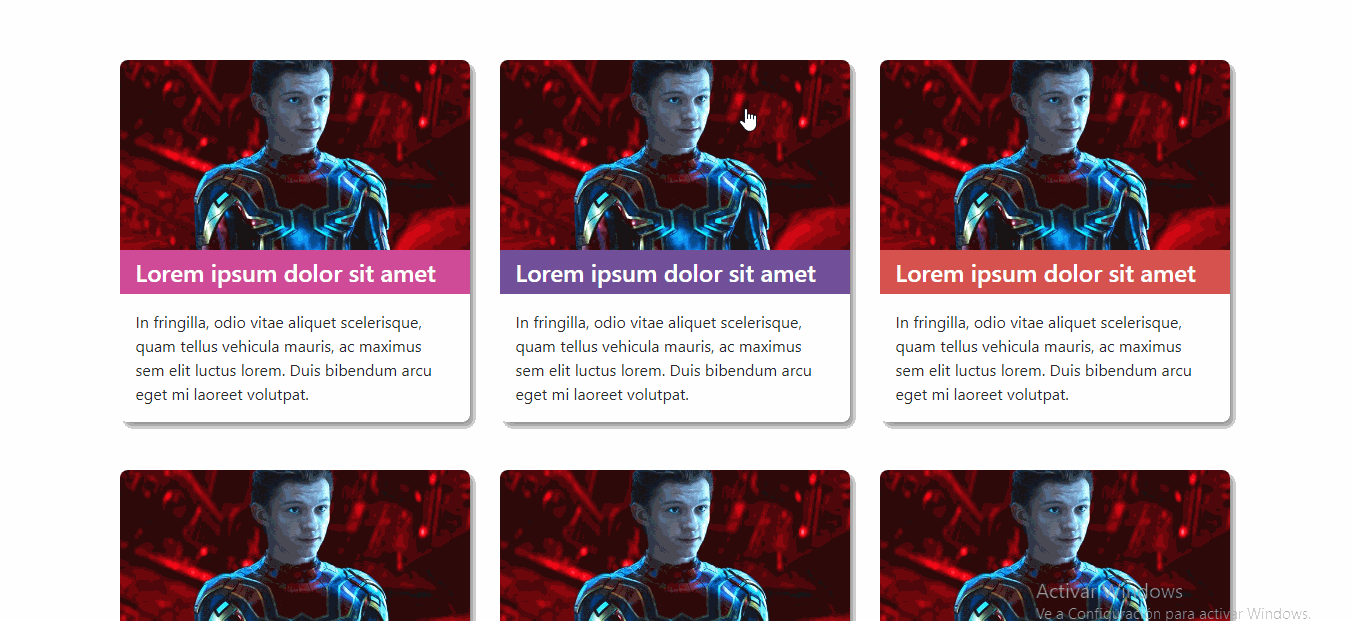 Lorem ipsum dolor sit amet
In fringilla, odio vitae aliquet scelerisque,
quam tellus vehicula mauris, ac maximus
sem elit luctus lorem. Duis bibendum arcu
eget mi laoreet volutpat.
Lorem ipsum dolor sit amet
In fringilla, odio vitae aliquet scelerisque,
quam tellus vehicula mauris, ac maximus
sem elit luctus lorem. Duis bibendum arcu
eget mi laoreet volutpat.
Lorem ipsum dolor sit amet
In fringilla, odio vitae aliquet scelerisque,
quam tellus vehicula mauris, ac maximus
sem elit luctus lorem. Duis bibendum arcu
eget mi laoreet volutpat.
Activar Windows
Ve a Configuración para activar Windows.